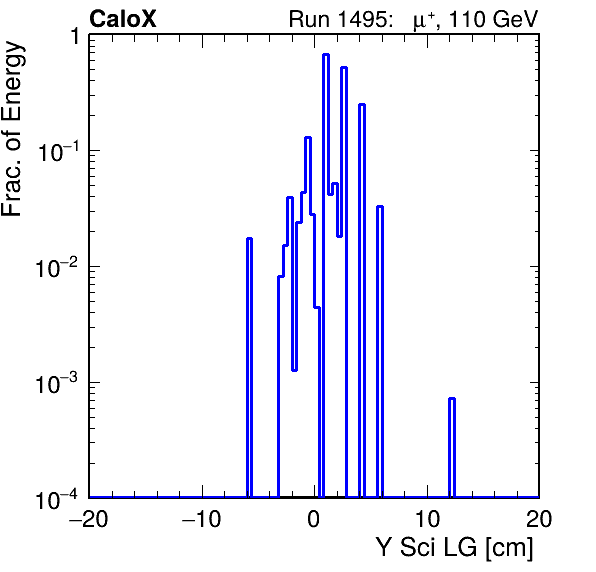 CaloX Run 1495: μ⁺, 110 GeV
Frac. of Energy
1
10⁻¹
10⁻²
10⁻³
10⁻⁴
−20 −10 0 10 20
Y Sci LG [cm]